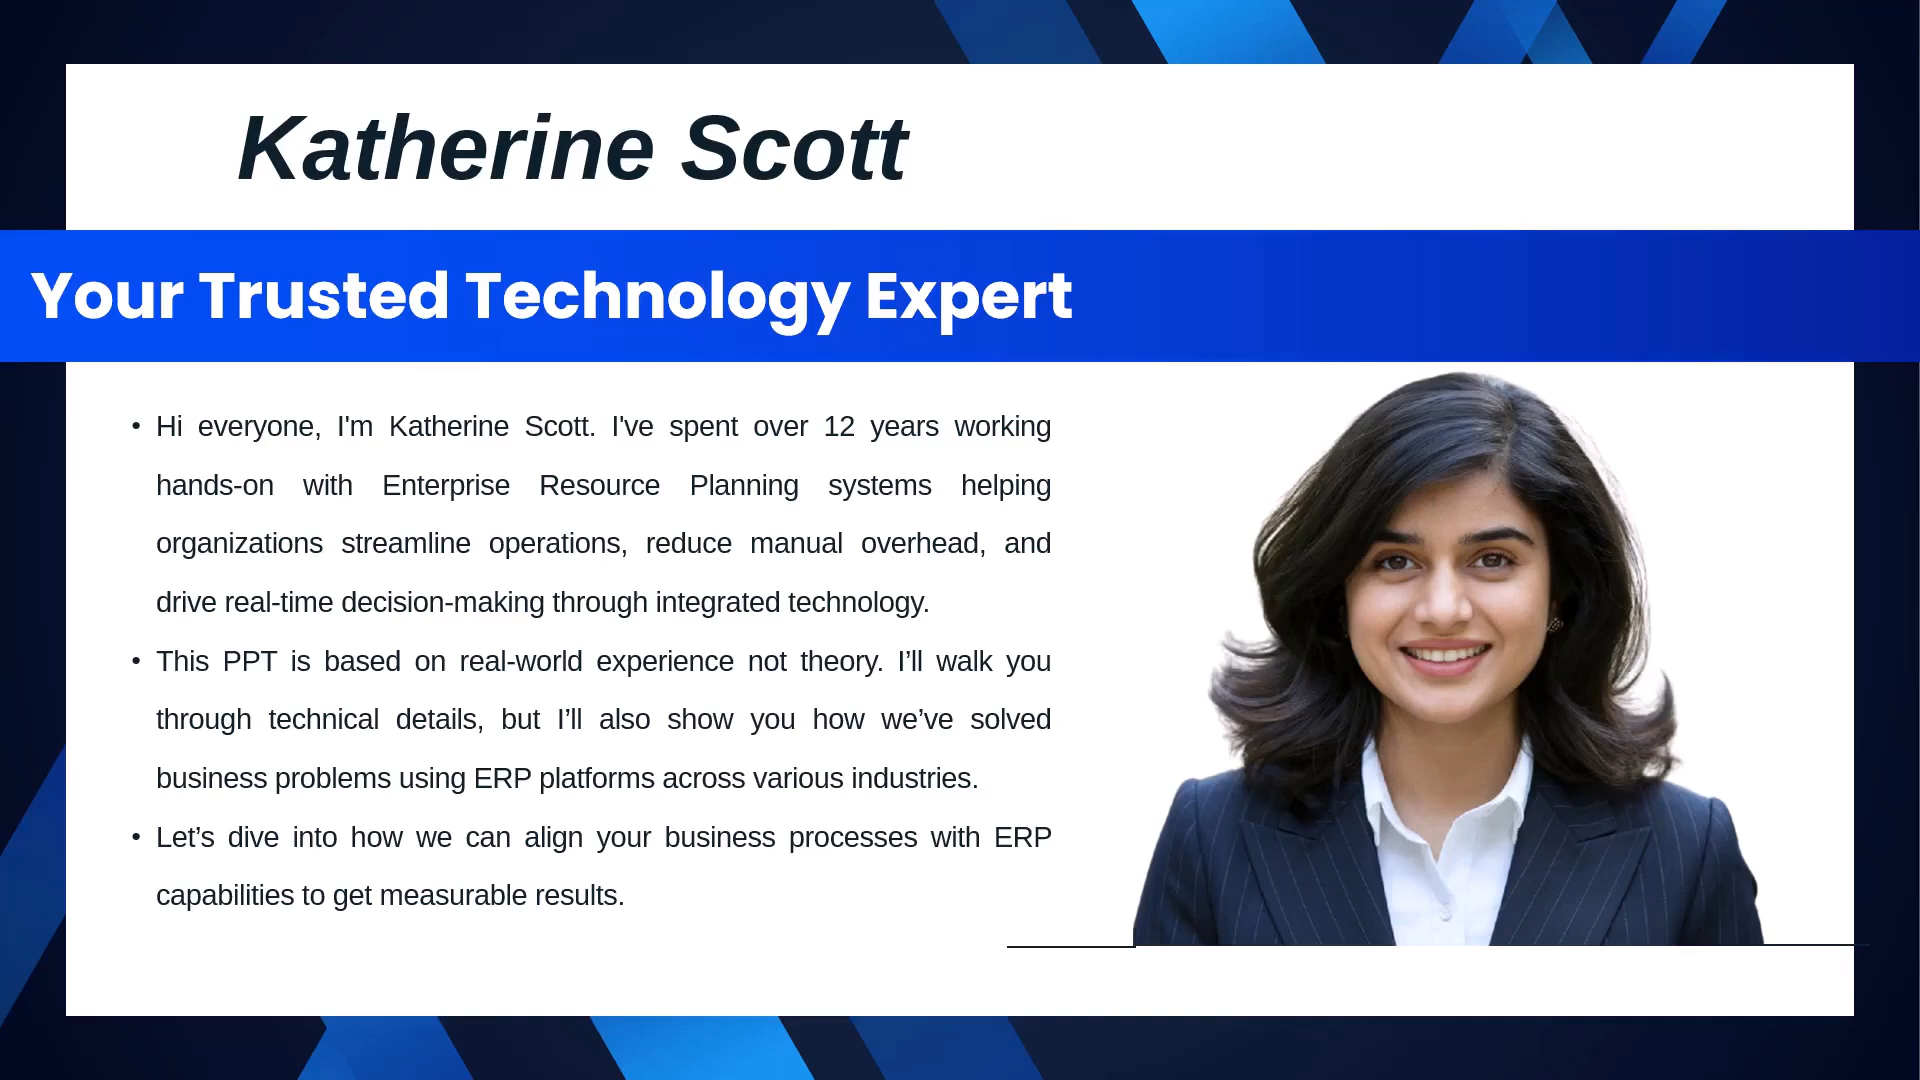 Katherine Scott
Your Trusted Technology Expert
• Hi everyone, I'm Katherine Scott. I've spent over 12 years working
hands-on with Enterprise Resource Planning systems helping
organizations streamline operations, reduce manual overhead, and
drive real-time decision-making through integrated technology.
• This PPT is based on real-world experience not theory. I’ll walk you
through technical details, but I’ll also show you how we’ve solved
business problems using ERP platforms across various industries.
• Let’s dive into how we can align your business processes with ERP
capabilities to get measurable results.